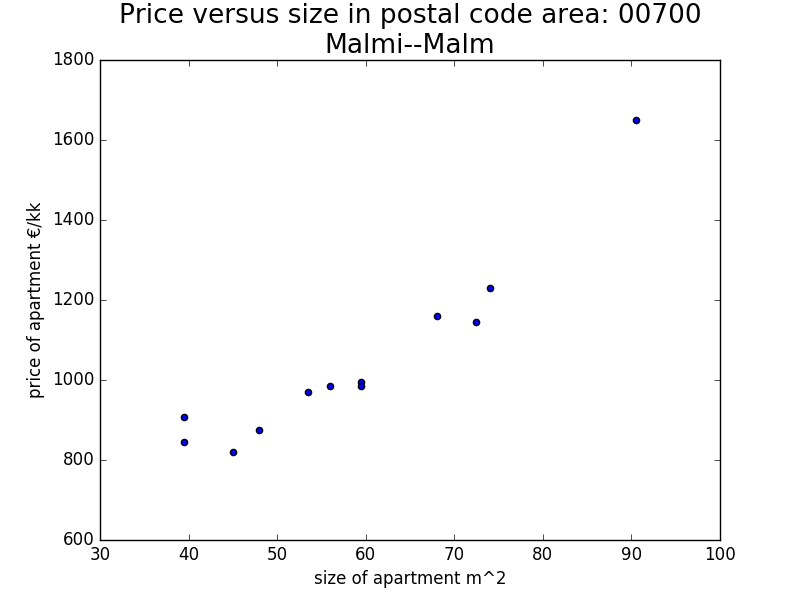 Price versus size in postal code area: 00700
Malmi--Malm
1800
1600
1400
1200
1000
800
600
price of apartment €/kk
30 40 50 60 70 80 90 100
size of apartment m^2